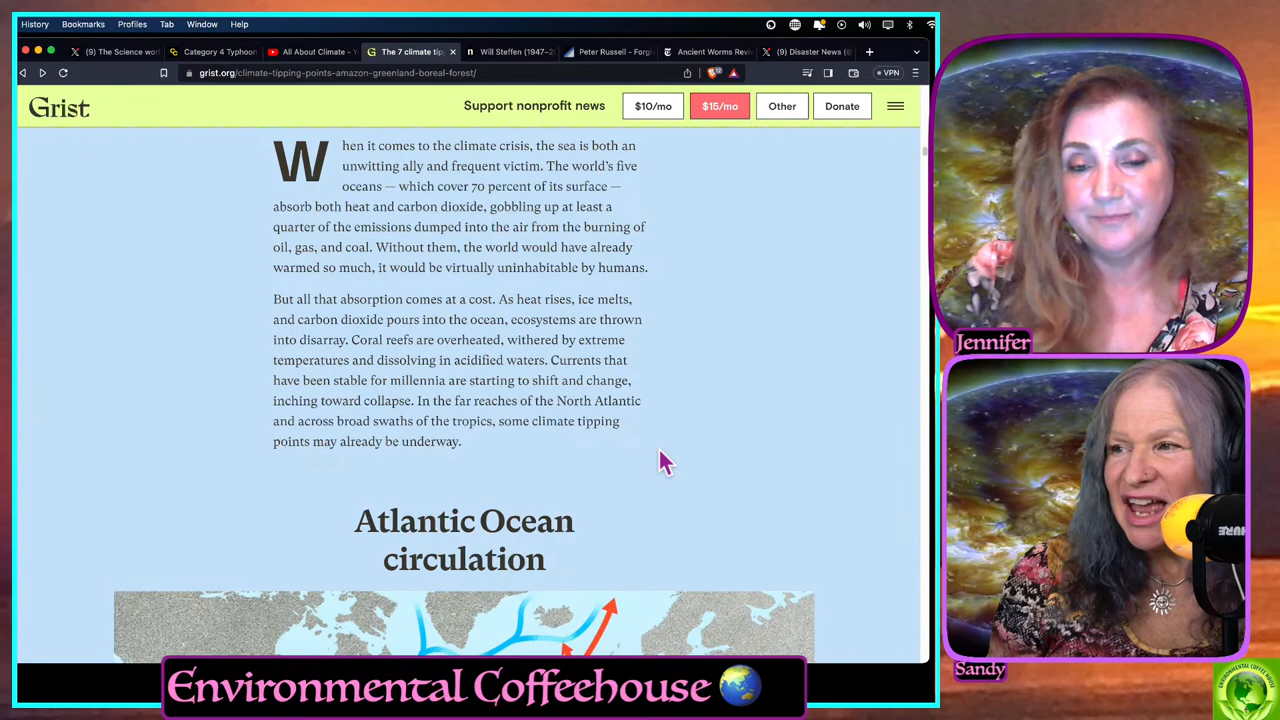 History Bookmarks Profiles Tab Window Help
(9) The Science wor
Category 4 Typhoon
All About Climate - Y
The 7 climate tip
Will Steffen (1947–2
Peter Russell - Forgi
Ancient Worms Revi
(9) Disaster News (@
grist.org/climate-tipping-points-amazon-greenland-boreal-forest/
VPN
Grist
Support nonprofit news
$10/mo
$15/mo
Other
Donate
When it comes to the climate crisis, the sea is both an
unwitting ally and frequent victim. The world's five
oceans — which cover 70 percent of its surface —
absorb both heat and carbon dioxide, gobbling up at least a
quarter of the emissions dumped into the air from the burning of
oil, gas, and coal. Without them, the world would have already
warmed so much, it would be virtually uninhabitable by humans.
But all that absorption comes at a cost. As heat rises, ice melts,
and carbon dioxide pours into the ocean, ecosystems are thrown
into disarray. Coral reefs are overheated, withered by extreme
temperatures and dissolving in acidified waters. Currents that
have been stable for millennia are starting to shift and change,
inching toward collapse. In the far reaches of the North Atlantic
and across broad swaths of the tropics, some climate tipping
points may already be underway.
Atlantic Ocean
circulation
Jennifer
Sandy
Environmental Coffeehouse